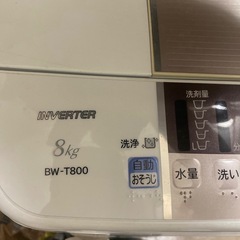 INVERTER
8kg
BW-T800
洗浄
自動
おそうじ
洗剤量
分
水量
洗い